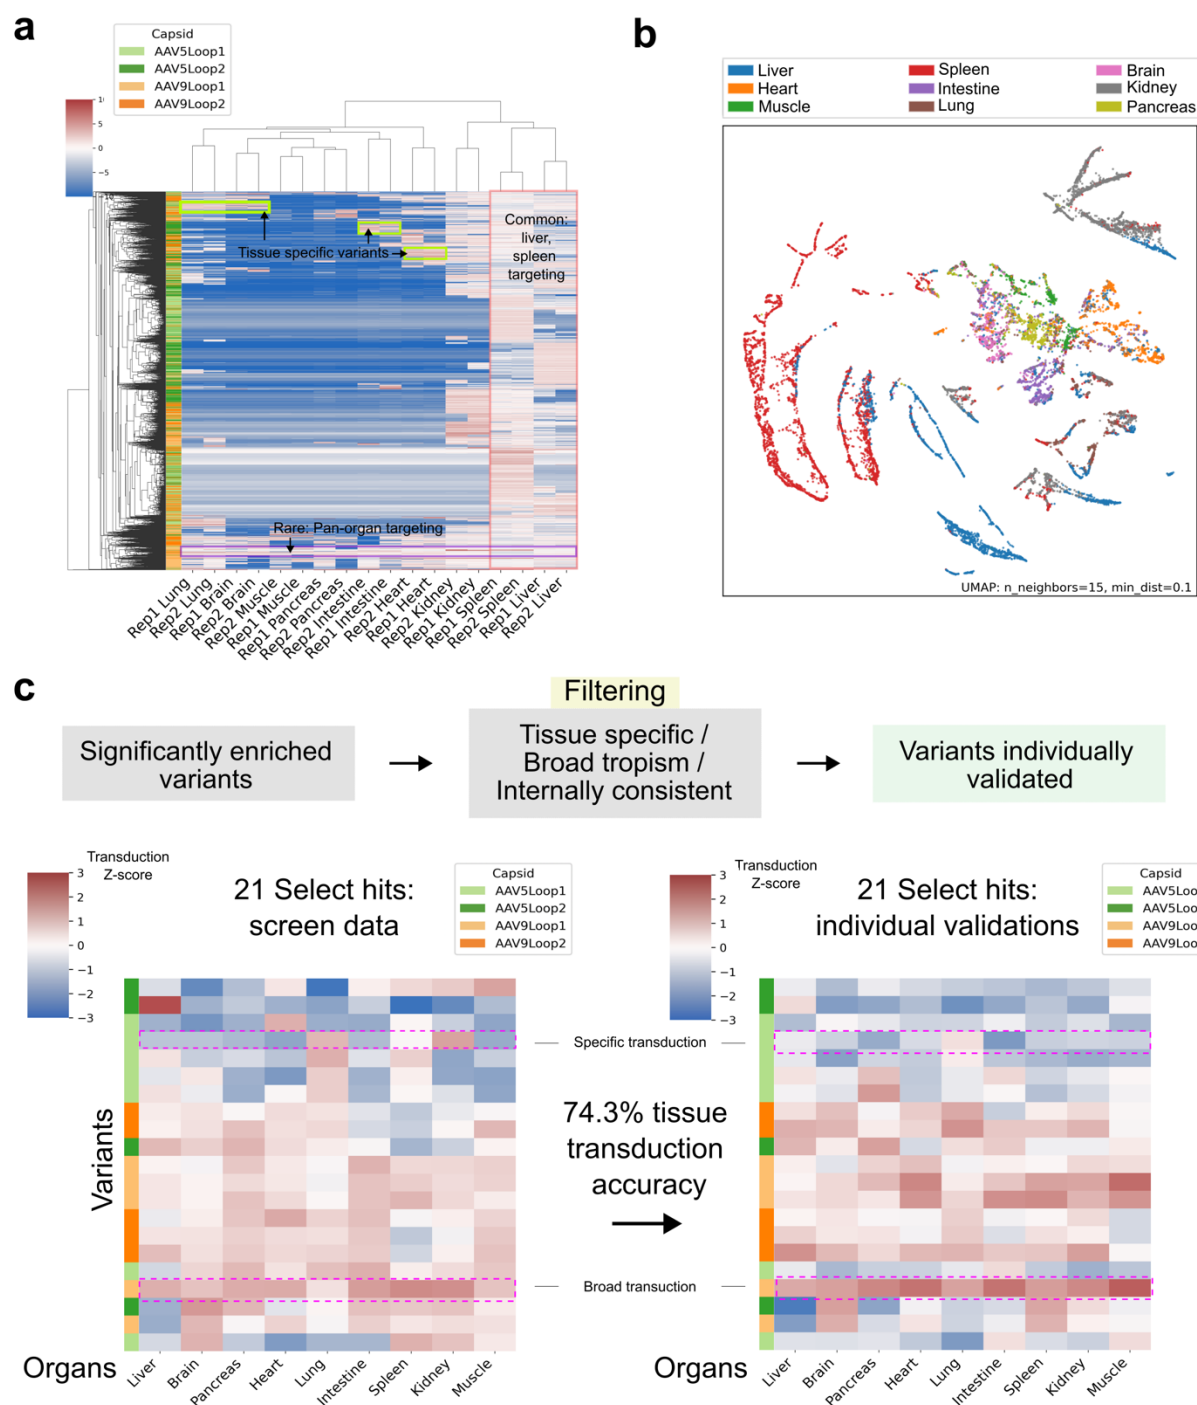 a
Capsid
AAV5Loop1
AAV5Loop2
AAV9Loop1
AAV9Loop2
0
−5
Tissue specific variants
Common:
liver,
spleen
targeting
Rare: Pan-organ targeting
Rep1 Lung
Rep2 Lung
Rep1 Brain
Rep2 Brain
Rep2 Muscle
Rep1 Muscle
Rep1 Pancreas
Rep2 Pancreas
Rep2 Intestine
Rep1 Intestine
Rep2 Heart
Rep1 Heart
Rep2 Kidney
Rep1 Kidney
Rep1 Spleen
Rep2 Spleen
Rep1 Liver
Rep2 Liver
b
Liver
Heart
Muscle
Spleen
Intestine
Lung
Brain
Kidney
Pancreas
UMAP: n_neighbors=15, min_dist=0.1
c
Significantly enriched
variants
Filtering
Tissue specific /
Broad tropism /
Internally consistent
Variants individually
validated
Transduction
Z-score
3
2
1
0
−1
−2
−3
21 Select hits:
screen data
Capsid
AAV5Loop1
AAV5Loop2
AAV9Loop1
AAV9Loop2
Variants
Organs
Liver
Brain
Pancreas
Heart
Lung
Intestine
Spleen
Kidney
Muscle
Specific transduction
74.3% tissue
transduction
accuracy
Broad transuction
Transduction
Z-score
3
2
1
0
−1
−2
−3
21 Select hits:
individual validations
Capsid
AAV5Loo
AAV5Loo
AAV9Loo
AAV9Loo
Organs
Liver
Brain
Pancreas
Heart
Lung
Intestine
Spleen
Kidney
Muscle